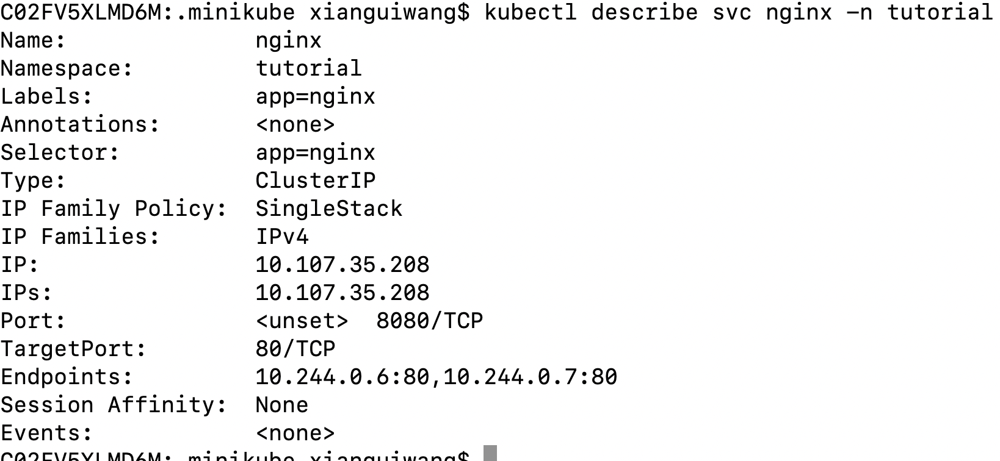 C02FV5XLMD6M:.minikube xianguiwang$ kubectl describe svc nginx -n tutorial
Name:              nginx
Namespace:         tutorial
Labels:            app=nginx
Annotations:       <none>
Selector:          app=nginx
Type:              ClusterIP
IP Family Policy:  SingleStack
IP Families:       IPv4
IP:                10.107.35.208
IPs:               10.107.35.208
Port:              <unset>  8080/TCP
TargetPort:        80/TCP
Endpoints:         10.244.0.6:80,10.244.0.7:80
Session Affinity:  None
Events:            <none>
C02FV5XLMD6M:.minikube xianguiwang$